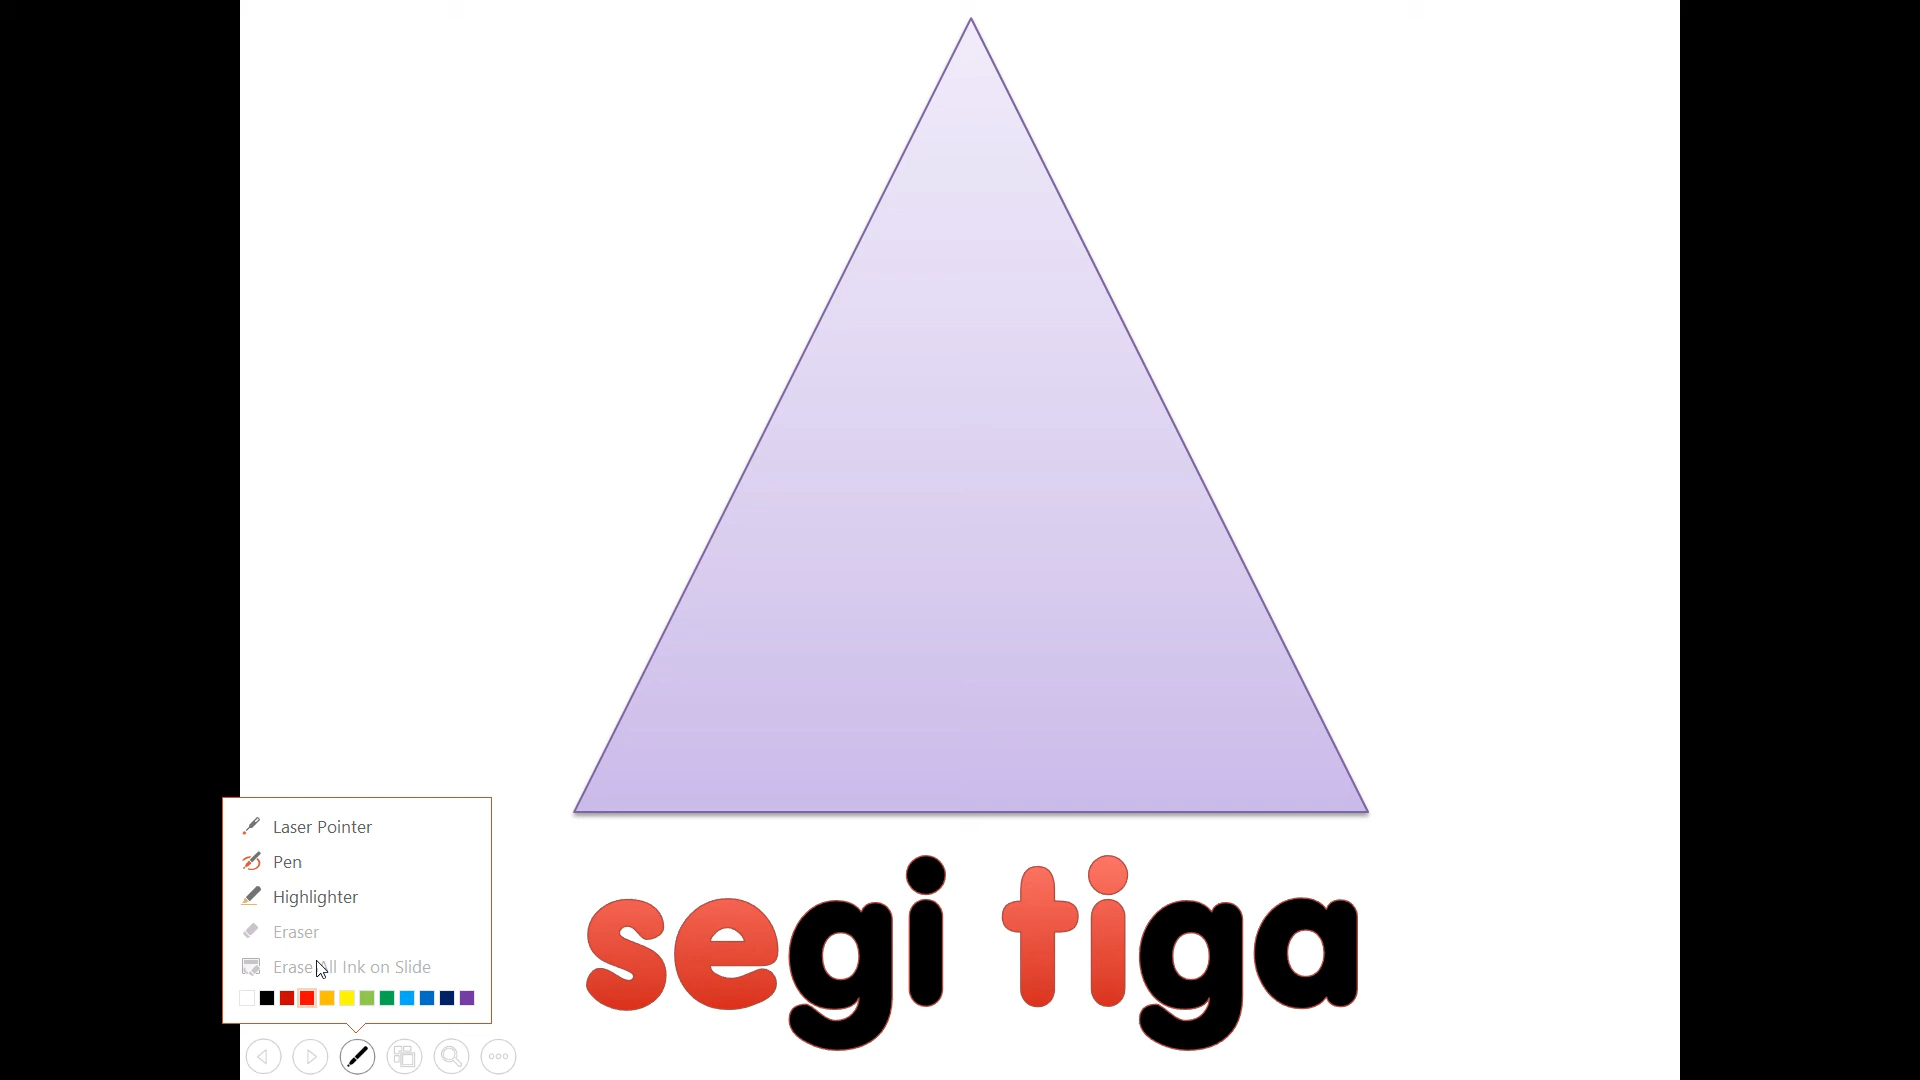 Laser Pointer
Pen
Highlighter
Eraser
Erase All Ink on Slide
segi tiga